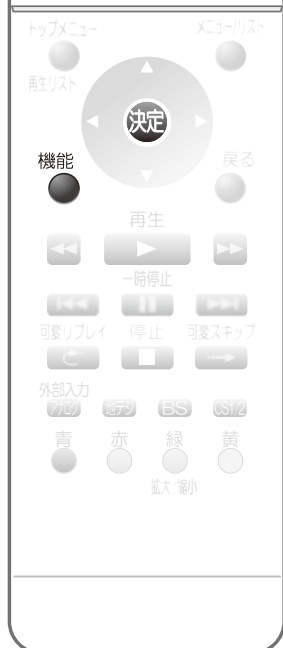 トップメニュー メニュー/リスト
再生リスト
決定
機能 戻る
再生
一時停止
可変リプレイ 停止 可変スキップ
外部入力
アナログ 地デジ BS CS1/2
青 赤 緑 黄
拡大/縮小